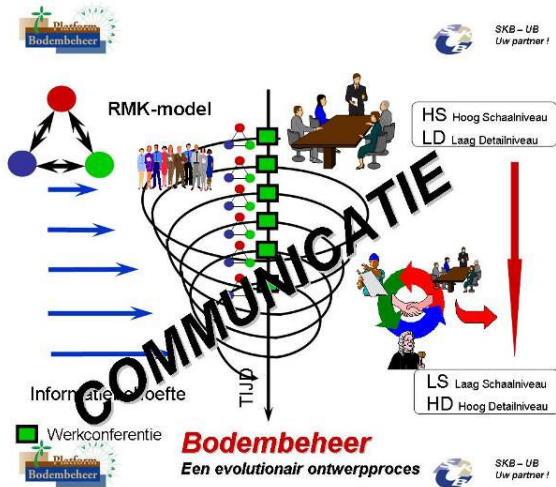 Platform
Bodembeheer
SKB – UB
Uw partner !
RMK-model
HS Hoog Schaalniveau
LD Laag Detailniveau
COMMUNICATIE
TIJD
LS Laag Schaalniveau
HD Hoog Detailniveau
Werkconferentie
Bodembeheer
Een evolutionair ontwerpproces
Platform
Bodembeheer
SKB – UB
Uw partner !